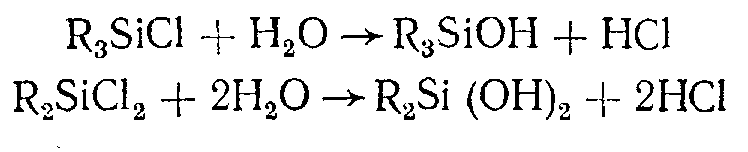 R₃SiCl + H₂O → R₃SiOH + HCl
R₂SiCl₂ + 2H₂O → R₂Si (OH)₂ + 2HCl